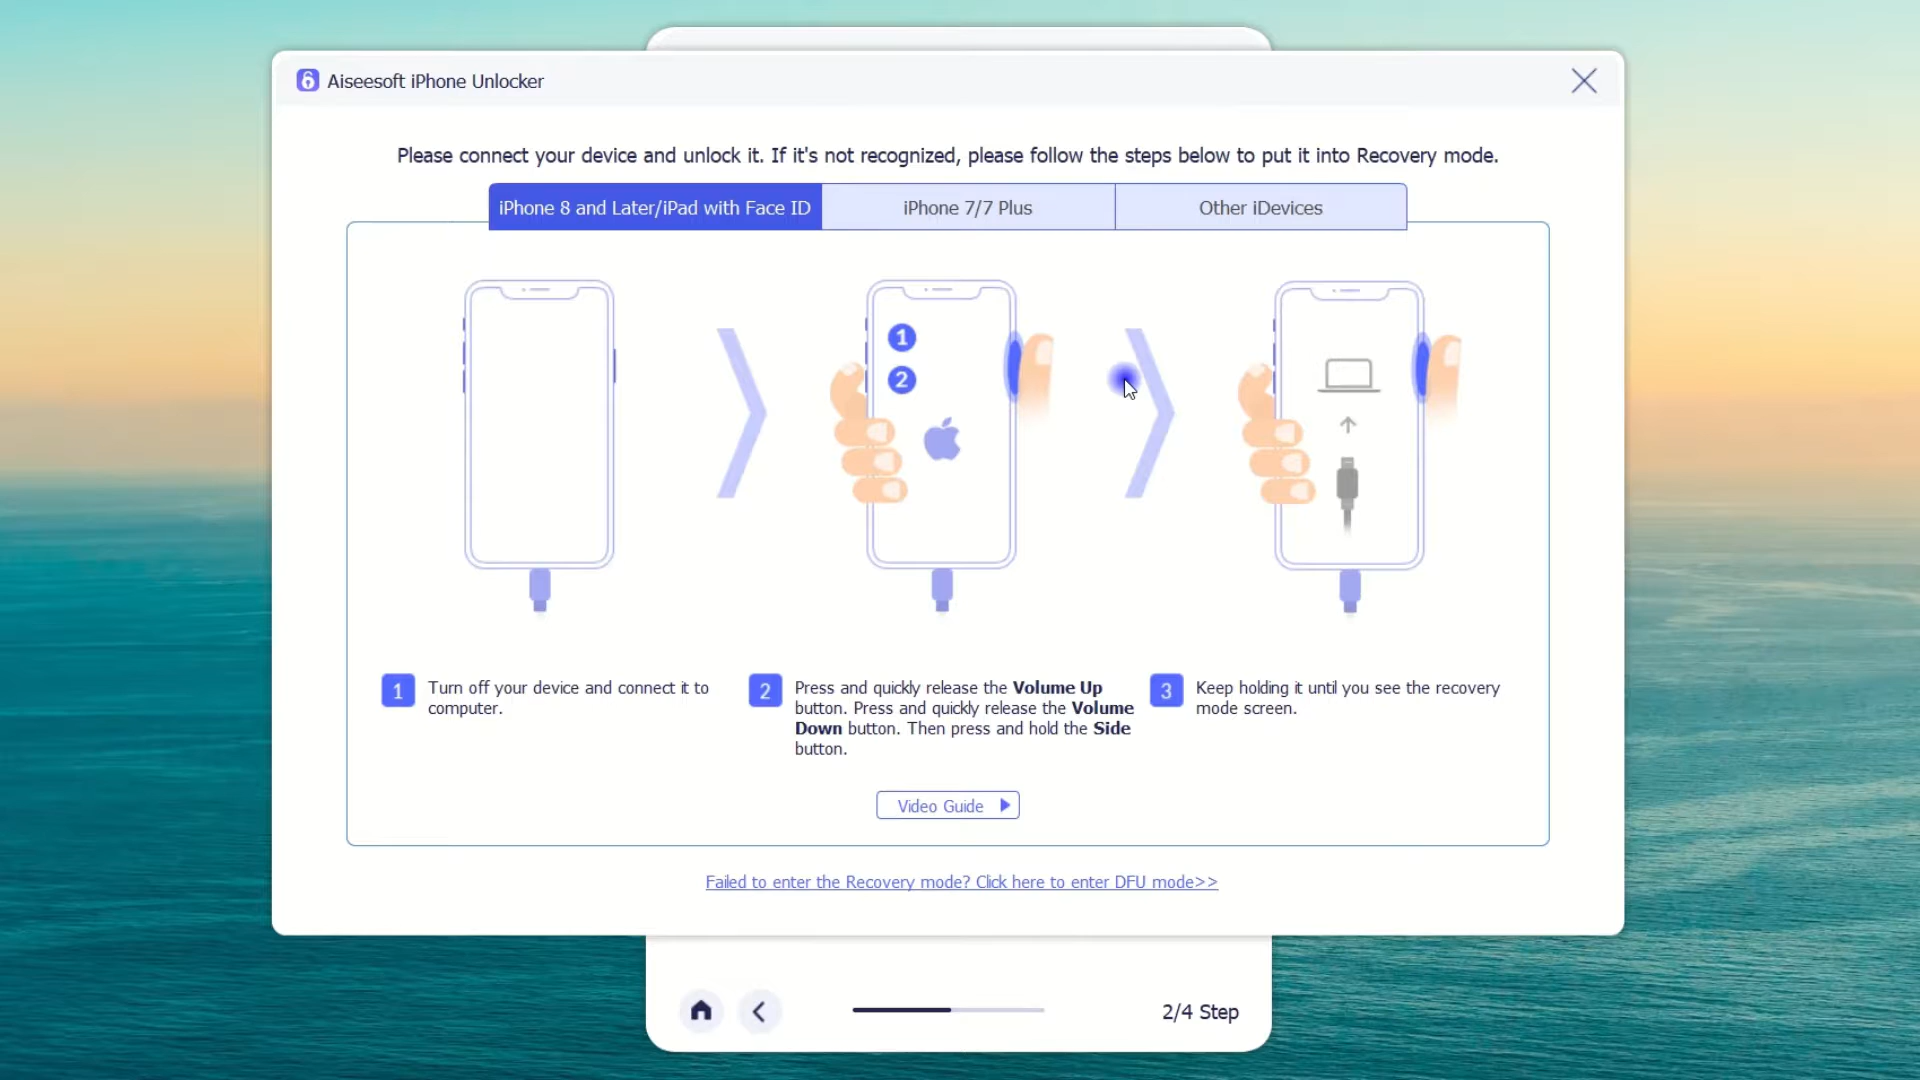 Aiseesoft iPhone Unlocker
Please connect your device and unlock it. If it's not recognized, please follow the steps below to put it into Recovery mode.
iPhone 8 and Later/iPad with Face ID
iPhone 7/7 Plus
Other iDevices
1
2
1
Turn off your device and connect it to
computer.
2
Press and quickly release the Volume Up
button. Press and quickly release the Volume
Down button. Then press and hold the Side
button.
3
Keep holding it until you see the recovery
mode screen.
Video Guide
Failed to enter the Recovery mode? Click here to enter DFU mode>>
2/4 Step